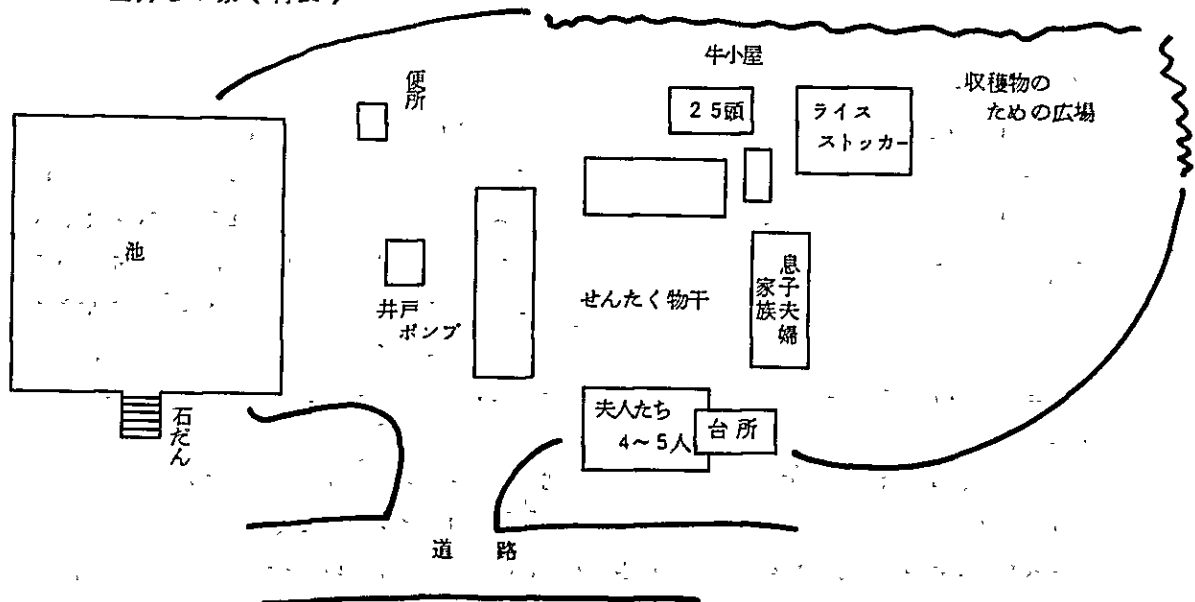 牛小屋
便所
25頭
ライス
ストッカー
収穫物の
ための広場
池
井戸
ポンプ
せんたく物干
息子夫婦
家族
石だん
夫人たち
4～5人
台所
道路